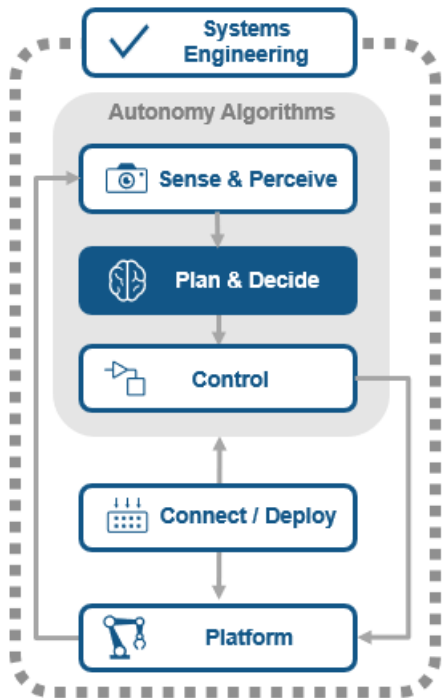 Systems
Engineering
Autonomy Algorithms
Sense & Perceive
Plan & Decide
Control
Connect / Deploy
Platform